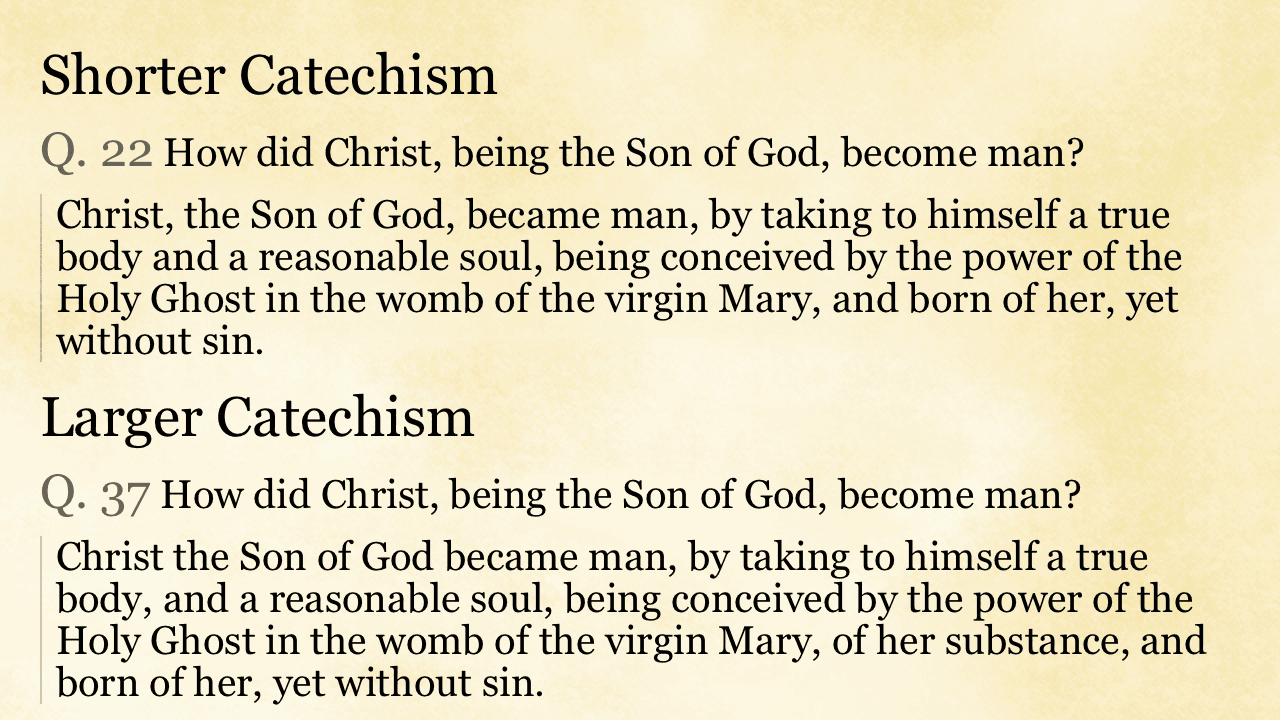 Shorter Catechism
Q. 22 How did Christ, being the Son of God, become man?
Christ, the Son of God, became man, by taking to himself a true
body and a reasonable soul, being conceived by the power of the
Holy Ghost in the womb of the virgin Mary, and born of her, yet
without sin.
Larger Catechism
Q. 37 How did Christ, being the Son of God, become man?
Christ the Son of God became man, by taking to himself a true
body, and a reasonable soul, being conceived by the power of the
Holy Ghost in the womb of the virgin Mary, of her substance, and
born of her, yet without sin.